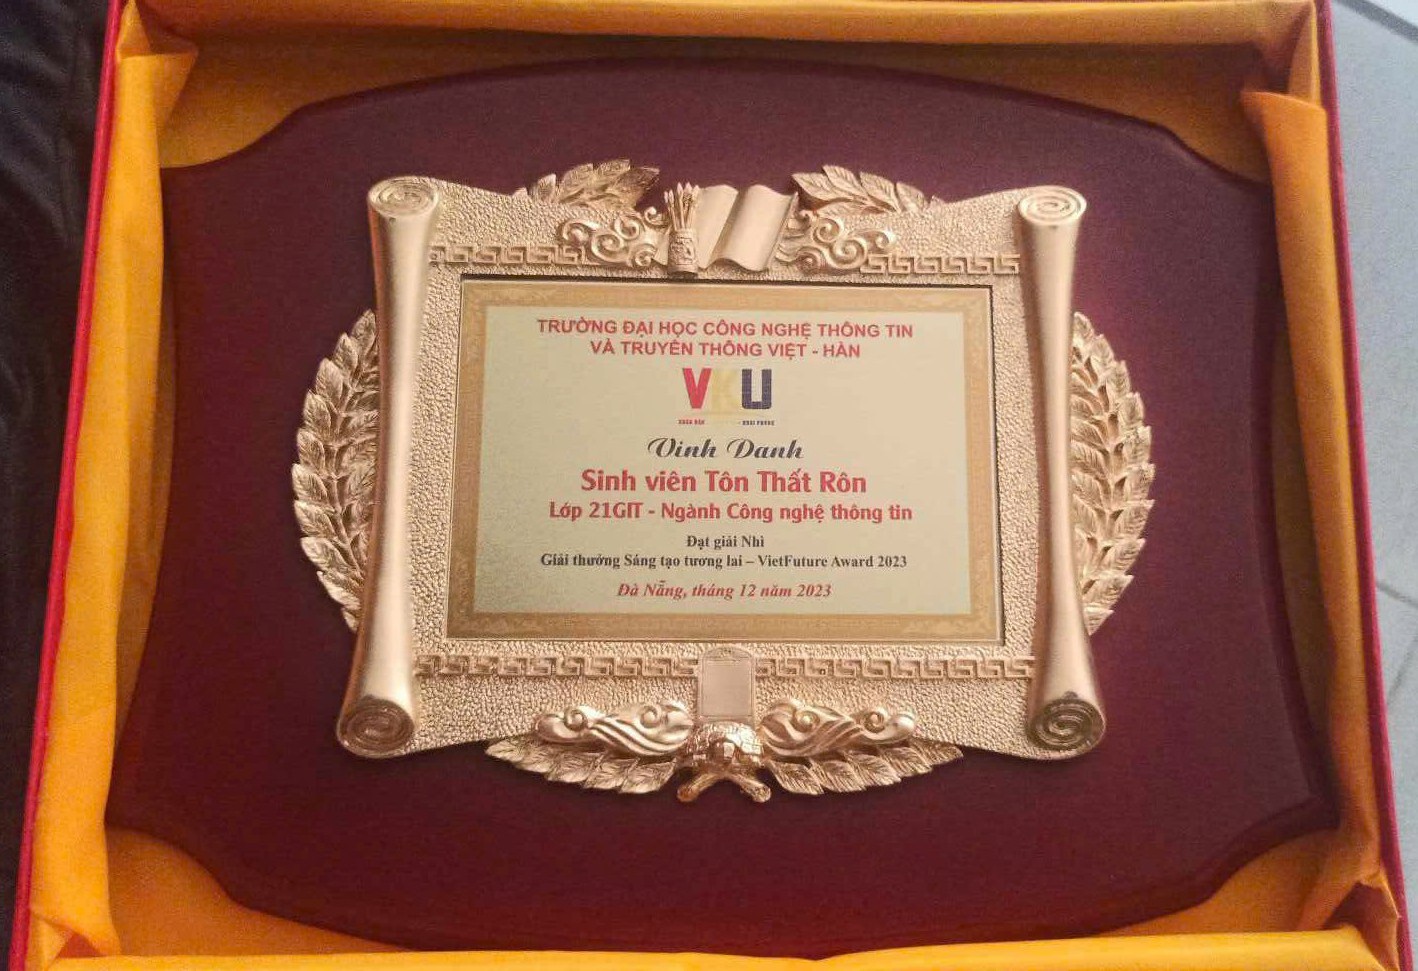 TRƯỜNG ĐẠI HỌC CÔNG NGHỆ THÔNG TIN
VÀ TRUYỀN THÔNG VIỆT - HÀN
VKU
Vinh Danh
Sinh viên Tôn Thất Rôn
Lớp 21GIT - Ngành Công nghệ thông tin
Đạt giải Nhì
Giải thưởng Sáng tạo tương lai – VietFuture Award 2023
Đà Nẵng, tháng 12 năm 2023